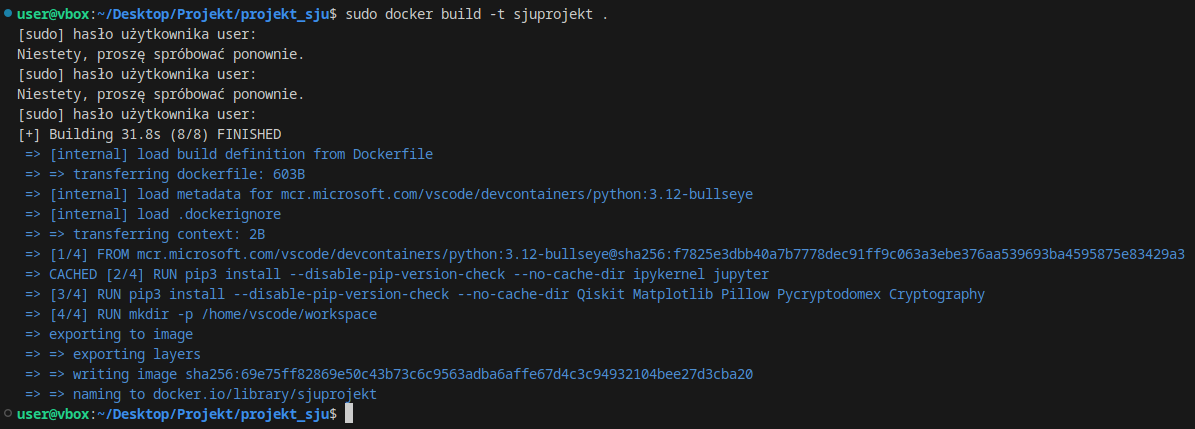 user@vbox:~/Desktop/Projekt/projekt_sju$ sudo docker build -t sjuprojekt .
[sudo] hasło użytkownika user:
Niestety, proszę spróbować ponownie.
[sudo] hasło użytkownika user:
Niestety, proszę spróbować ponownie.
[sudo] hasło użytkownika user:
[+] Building 31.8s (8/8) FINISHED
=> [internal] load build definition from Dockerfile
=> => transferring dockerfile: 603B
=> [internal] load metadata for mcr.microsoft.com/vscode/devcontainers/python:3.12-bullseye
=> [internal] load .dockerignore
=> => transferring context: 2B
=> [1/4] FROM mcr.microsoft.com/vscode/devcontainers/python:3.12-bullseye@sha256:f7825e3dbb40a7b7778dec91ff9c063a3ebe376aa539693ba4595875e83429a3
=> CACHED [2/4] RUN pip3 install --disable-pip-version-check --no-cache-dir ipykernel jupyter
=> [3/4] RUN pip3 install --disable-pip-version-check --no-cache-dir Qiskit Matplotlib Pillow Pycryptodomex Cryptography
=> [4/4] RUN mkdir -p /home/vscode/workspace
=> exporting to image
=> => exporting layers
=> => writing image sha256:69e75ff82869e50c43b73c6c9563adba6affe67d4c3c94932104bee27d3cba20
=> => naming to docker.io/library/sjuprojekt
user@vbox:~/Desktop/Projekt/projekt_sju$